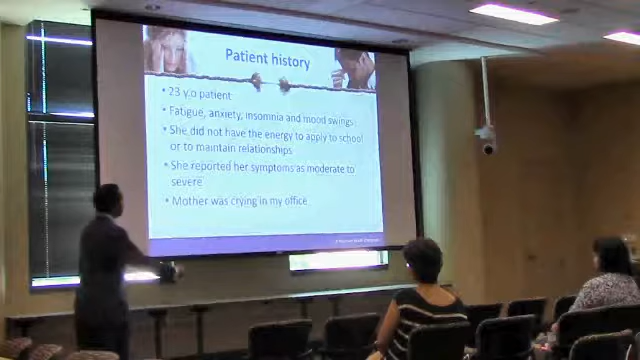 Patient history
• 23 y.o patient
• Fatigue, anxiety, insomnia and mood swings
• She did not have the energy to apply to school
or to maintain relationships
• She reported her symptoms as moderate to
severe
• Mother was crying in my office